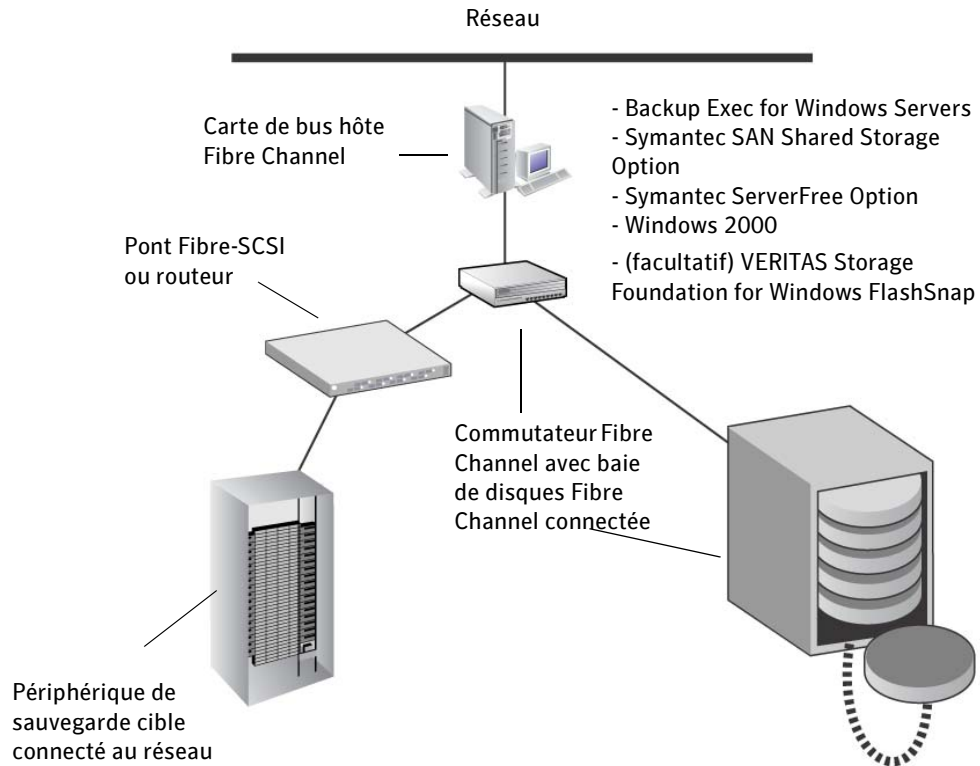 Réseau
Carte de bus hôte
Fibre Channel
- Backup Exec for Windows Servers
- Symantec SAN Shared Storage
Option
- Symantec ServerFree Option
- Windows 2000
- (facultatif) VERITAS Storage
Foundation for Windows FlashSnap
Pont Fibre-SCSI
ou routeur
Commutateur Fibre
Channel avec baie
de disques Fibre
Channel connectée
Périphérique de
sauvegarde cible
connecté au réseau